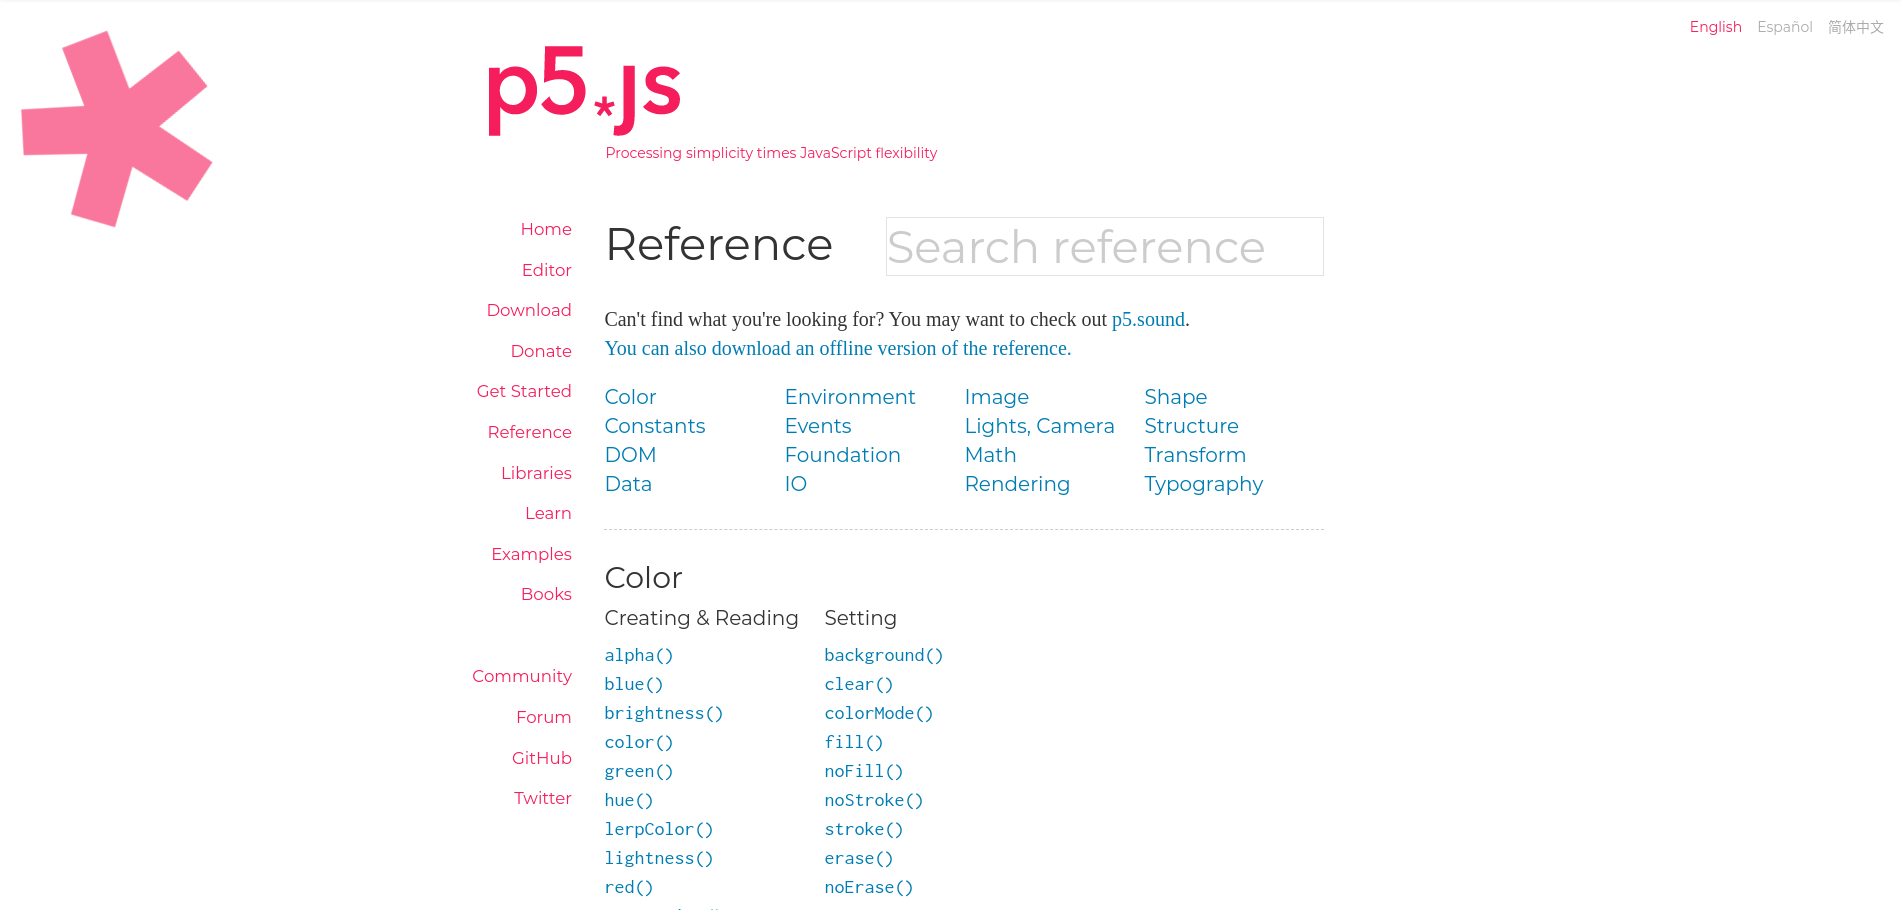 English Español 简体中文
p5.js
Processing simplicity times JavaScript flexibility
Home
Editor
Download
Donate
Get Started
Reference
Libraries
Learn
Examples
Books
Community
Forum
GitHub
Twitter
Reference
Search reference
Can't find what you're looking for? You may want to check out p5.sound.
You can also download an offline version of the reference.
Color
Constants
DOM
Data
Environment
Events
Foundation
IO
Image
Lights, Camera
Math
Rendering
Shape
Structure
Transform
Typography
Color
Creating & Reading
alpha()
blue()
brightness()
color()
green()
hue()
lerpColor()
lightness()
red()
Setting
background()
clear()
colorMode()
fill()
noFill()
noStroke()
stroke()
erase()
noErase()